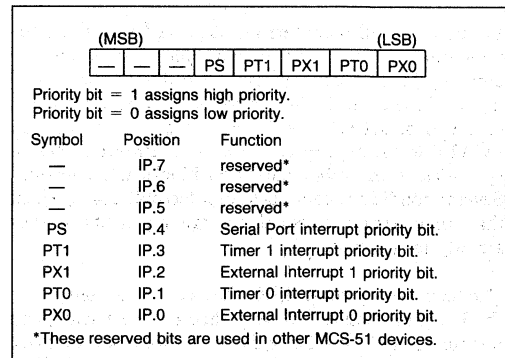 (MSB) (LSB)
— — — PS PT1 PX1 PT0 PX0
Priority bit = 1 assigns high priority.
Priority bit = 0 assigns low priority.
Symbol Position Function
— IP.7 reserved*
— IP.6 reserved*
— IP.5 reserved*
PS IP.4 Serial Port interrupt priority bit.
PT1 IP.3 Timer 1 interrupt priority bit.
PX1 IP.2 External Interrupt 1 priority bit.
PT0 IP.1 Timer 0 interrupt priority bit.
PX0 IP.0 External Interrupt 0 priority bit.
*These reserved bits are used in other MCS-51 devices.